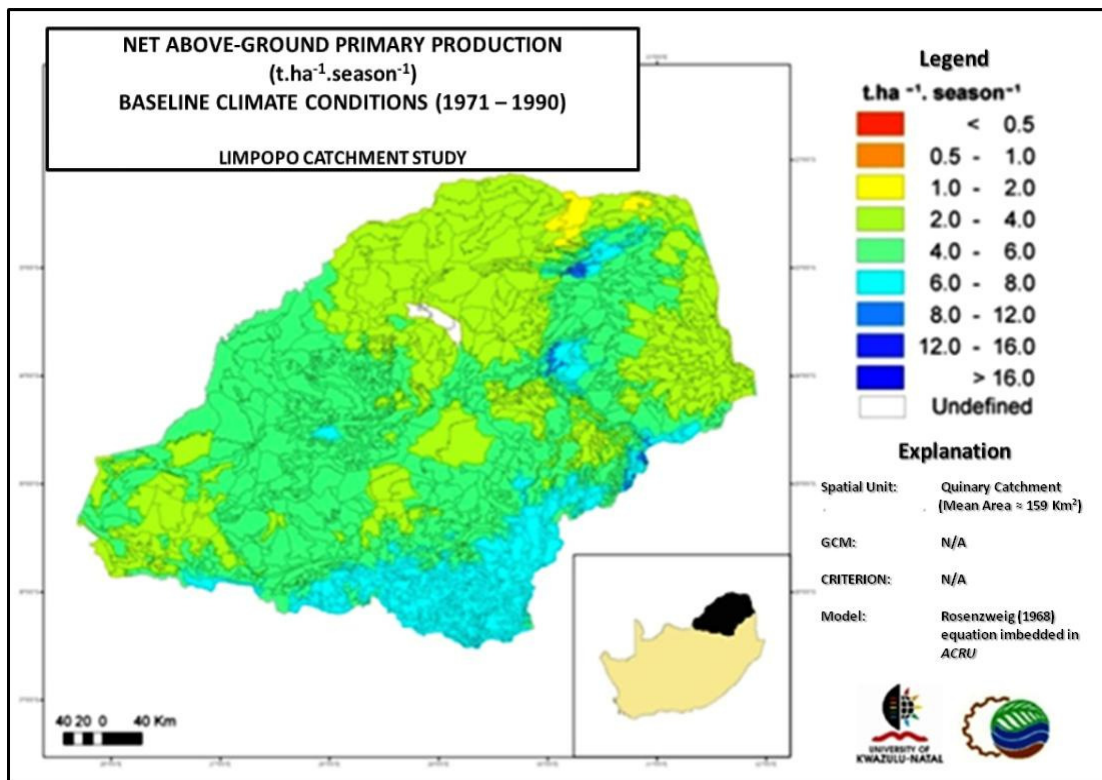 NET ABOVE-GROUND PRIMARY PRODUCTION
(t.ha⁻¹.season⁻¹)
BASELINE CLIMATE CONDITIONS (1971 – 1990)
LIMPOPO CATCHMENT STUDY
Legend
t.ha ⁻¹. season⁻¹
< 0.5
0.5 - 1.0
1.0 - 2.0
2.0 - 4.0
4.0 - 6.0
6.0 - 8.0
8.0 - 12.0
12.0 - 16.0
> 16.0
Undefined
Explanation
Spatial Unit: Quinary Catchment
(Mean Area ≈ 159 Km²)
GCM: N/A
CRITERION: N/A
Model: Rosenzweig (1968)
equation imbedded in
ACRU
40 20 0 40 Km
UNIVERSITY OF
KWAZULU-NATAL